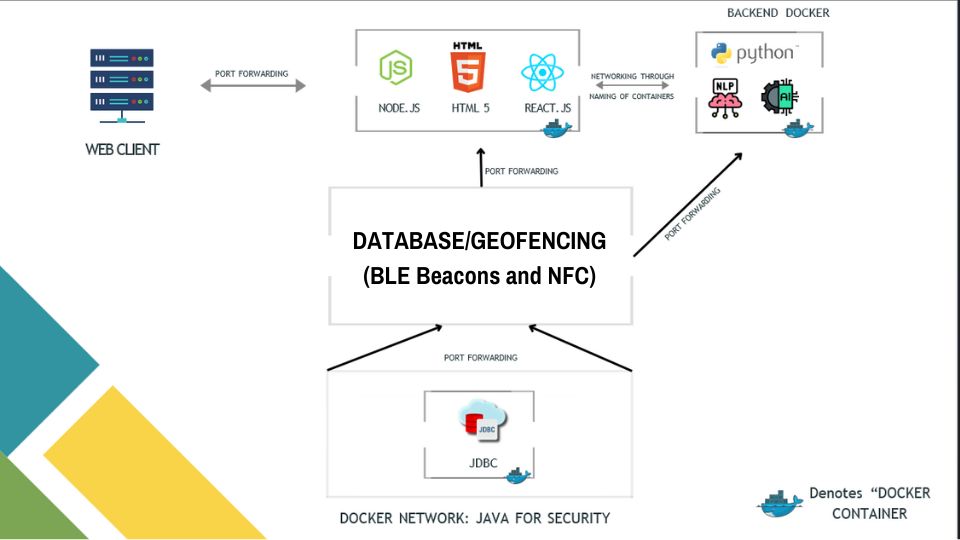 BACKEND DOCKER
JS
HTML
5
python™
NLP
Ai
PORT FORWARDING
NODE.JS
HTML 5
REACT.JS
NETWORKING THROUGH
NAMING OF CONTAINERS
WEB CLIENT
PORT FORWARDING
PORT FORWARDING
DATABASE/GEOFENCING
(BLE Beacons and NFC)
PORT FORWARDING
JDBC
JDBC
DOCKER NETWORK: JAVA FOR SECURITY
Denotes “DOCKER
CONTAINER